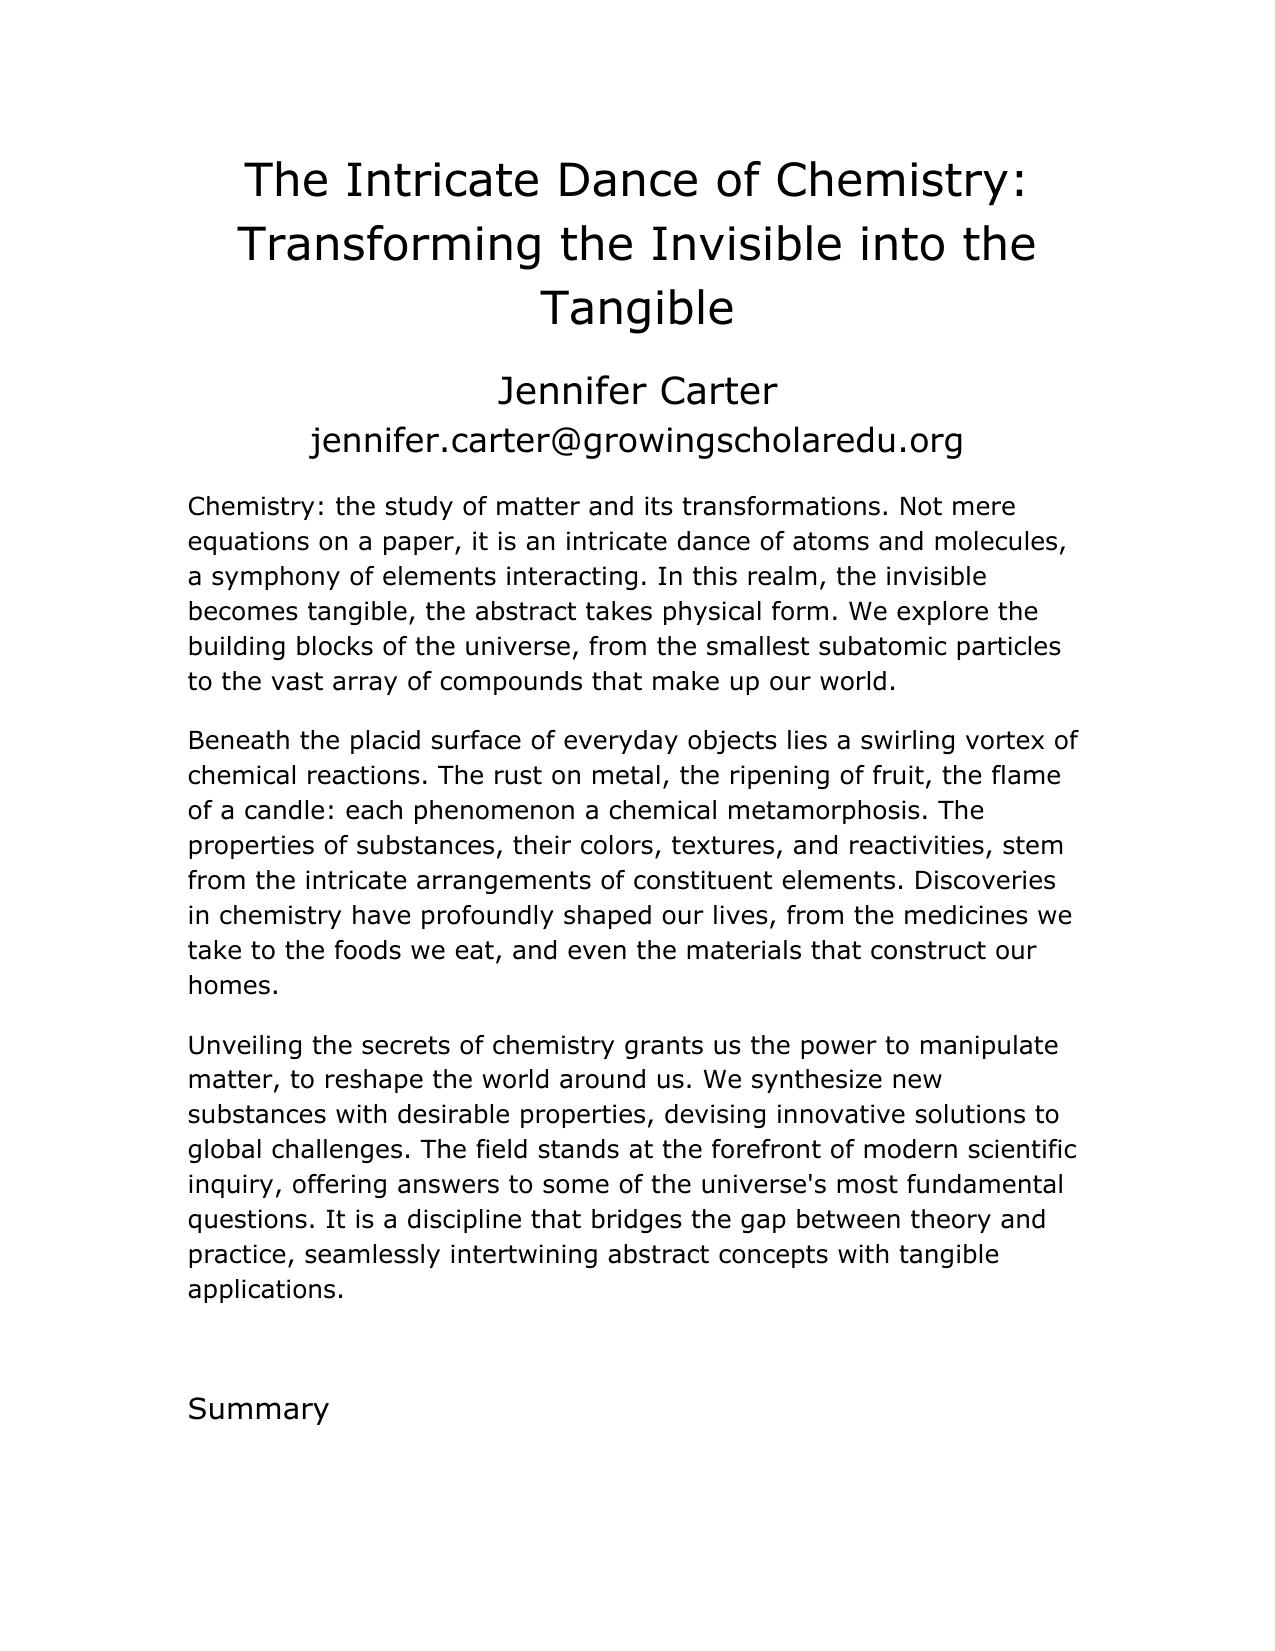 The Intricate Dance of Chemistry:
Transforming the Invisible into the
Tangible
Jennifer Carter
jennifer.carter@growingscholaredu.org
Chemistry: the study of matter and its transformations. Not mere
equations on a paper, it is an intricate dance of atoms and molecules,
a symphony of elements interacting. In this realm, the invisible
becomes tangible, the abstract takes physical form. We explore the
building blocks of the universe, from the smallest subatomic particles
to the vast array of compounds that make up our world.
Beneath the placid surface of everyday objects lies a swirling vortex of
chemical reactions. The rust on metal, the ripening of fruit, the flame
of a candle: each phenomenon a chemical metamorphosis. The
properties of substances, their colors, textures, and reactivities, stem
from the intricate arrangements of constituent elements. Discoveries
in chemistry have profoundly shaped our lives, from the medicines we
take to the foods we eat, and even the materials that construct our
homes.
Unveiling the secrets of chemistry grants us the power to manipulate
matter, to reshape the world around us. We synthesize new
substances with desirable properties, devising innovative solutions to
global challenges. The field stands at the forefront of modern scientific
inquiry, offering answers to some of the universe's most fundamental
questions. It is a discipline that bridges the gap between theory and
practice, seamlessly intertwining abstract concepts with tangible
applications.
Summary